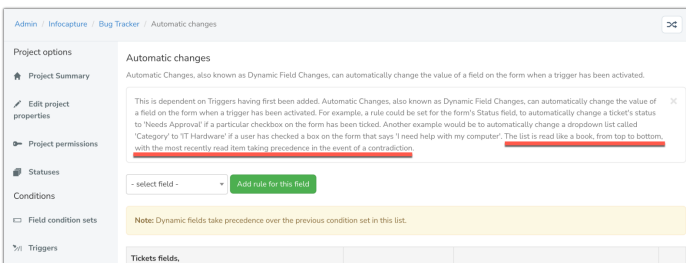 Admin / Infocapture / Bug Tracker / Automatic changes
Project options
Project Summary
Edit project
properties
Project permissions
Statuses
Conditions
Field condition sets
Triggers
Automatic changes
Automatic Changes, also known as Dynamic Field Changes, can automatically change the value of a field on the form when a trigger has been activated.
This is dependent on Triggers having first been added. Automatic Changes, also known as Dynamic Field Changes, can automatically change the value of
a field on the form when a trigger has been activated. For example, a rule could be set for the form's Status field, to automatically change a ticket's status
to 'Needs Approval' if a particular checkbox on the form has been ticked. Another example would be to automatically change a dropdown list called
'Category' to 'IT Hardware' if a user has checked a box on the form that says 'I need help with my computer'. The list is read like a book, from top to bottom,
with the most recently read item taking precedence in the event of a contradiction.
- select field -
Add rule for this field
Note: Dynamic fields take precedence over the previous condition set in this list.
Tickets fields,